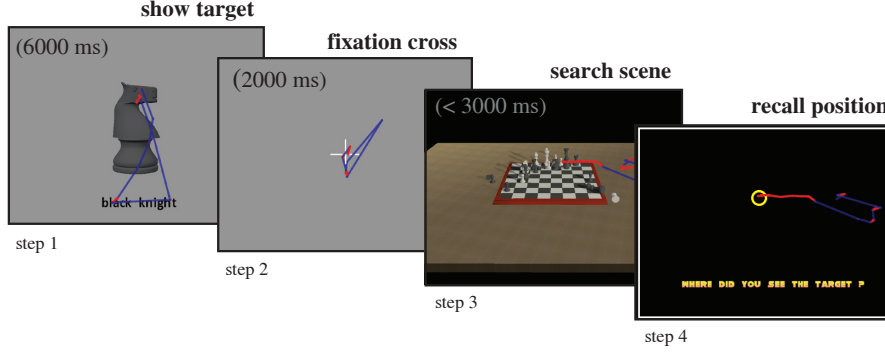 show target
(6000 ms)
black knight
step 1
fixation cross
(2000 ms)
step 2
search scene
(< 3000 ms)
step 3
recall position
WHERE DID YOU SEE THE TARGET ?
step 4